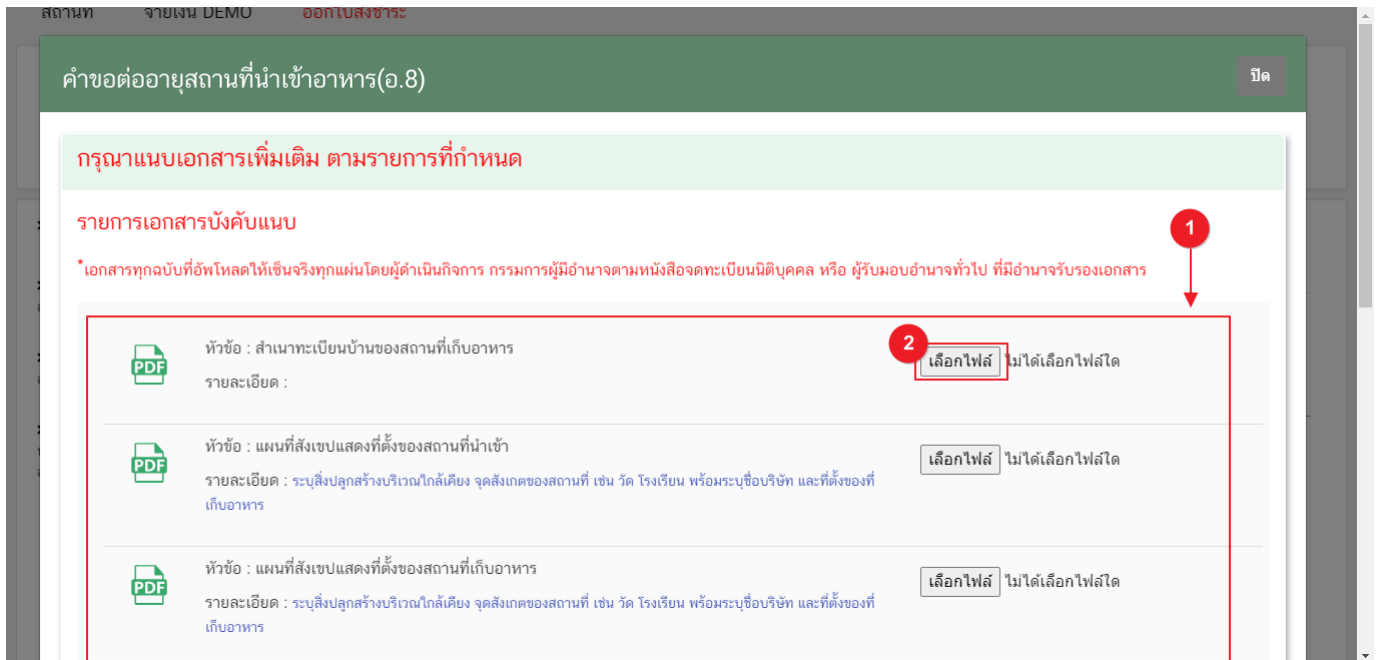 สถานที่ จ่ายเงิน DEMO ออกใบสั่งชำระ
คำขอต่ออายุสถานที่นำเข้าอาหาร(อ.8)
ปิด
กรุณาแนบเอกสารเพิ่มเติม ตามรายการที่กำหนด
รายการเอกสารบังคับแนบ
1
*เอกสารทุกฉบับที่อัพโหลดให้เซ็นจริงทุกแผ่นโดยผู้ดำเนินกิจการ กรรมการผู้มีอำนาจตามหนังสือจดทะเบียนนิติบุคคล หรือ ผู้รับมอบอำนาจทั่วไป ที่มีอำนาจรับรองเอกสาร
PDF
หัวข้อ : สำเนาทะเบียนบ้านของสถานที่เก็บอาหาร
รายละเอียด :
2
เลือกไฟล์ ไม่ได้เลือกไฟล์ใด
PDF
หัวข้อ : แผนที่สังเขปแสดงที่ตั้งของสถานที่นำเข้า
รายละเอียด : ระบุสิ่งปลูกสร้างบริเวณใกล้เคียง จุดสังเกตของสถานที่ เช่น วัด โรงเรียน พร้อมระบุชื่อบริษัท และที่ตั้งของที่
เก็บอาหาร
เลือกไฟล์ ไม่ได้เลือกไฟล์ใด
PDF
หัวข้อ : แผนที่สังเขปแสดงที่ตั้งของสถานที่เก็บอาหาร
รายละเอียด : ระบุสิ่งปลูกสร้างบริเวณใกล้เคียง จุดสังเกตของสถานที่ เช่น วัด โรงเรียน พร้อมระบุชื่อบริษัท และที่ตั้งของที่
เก็บอาหาร
เลือกไฟล์ ไม่ได้เลือกไฟล์ใด